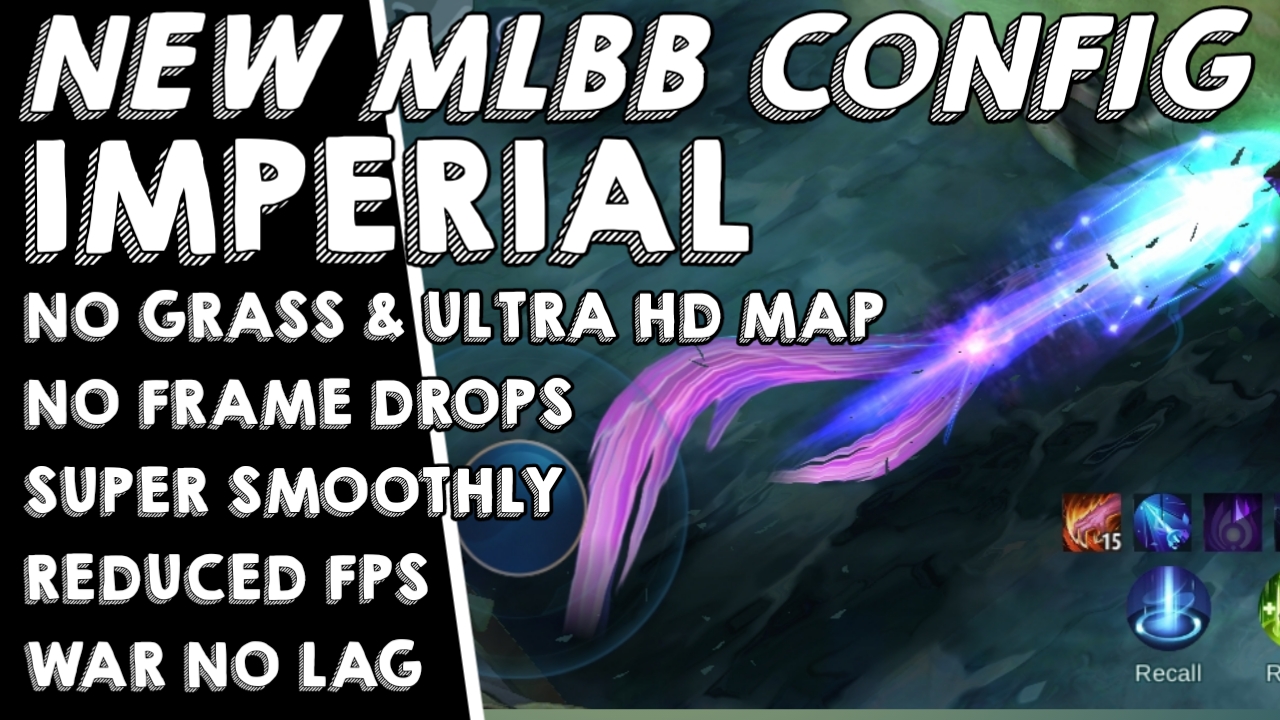 NEW MLBB CONFIG
IMPERIAL
NO GRASS & ULTRA HD MAP
NO FRAME DROPS
SUPER SMOOTHLY
REDUCED FPS
WAR NO LAG
15
Recall
R